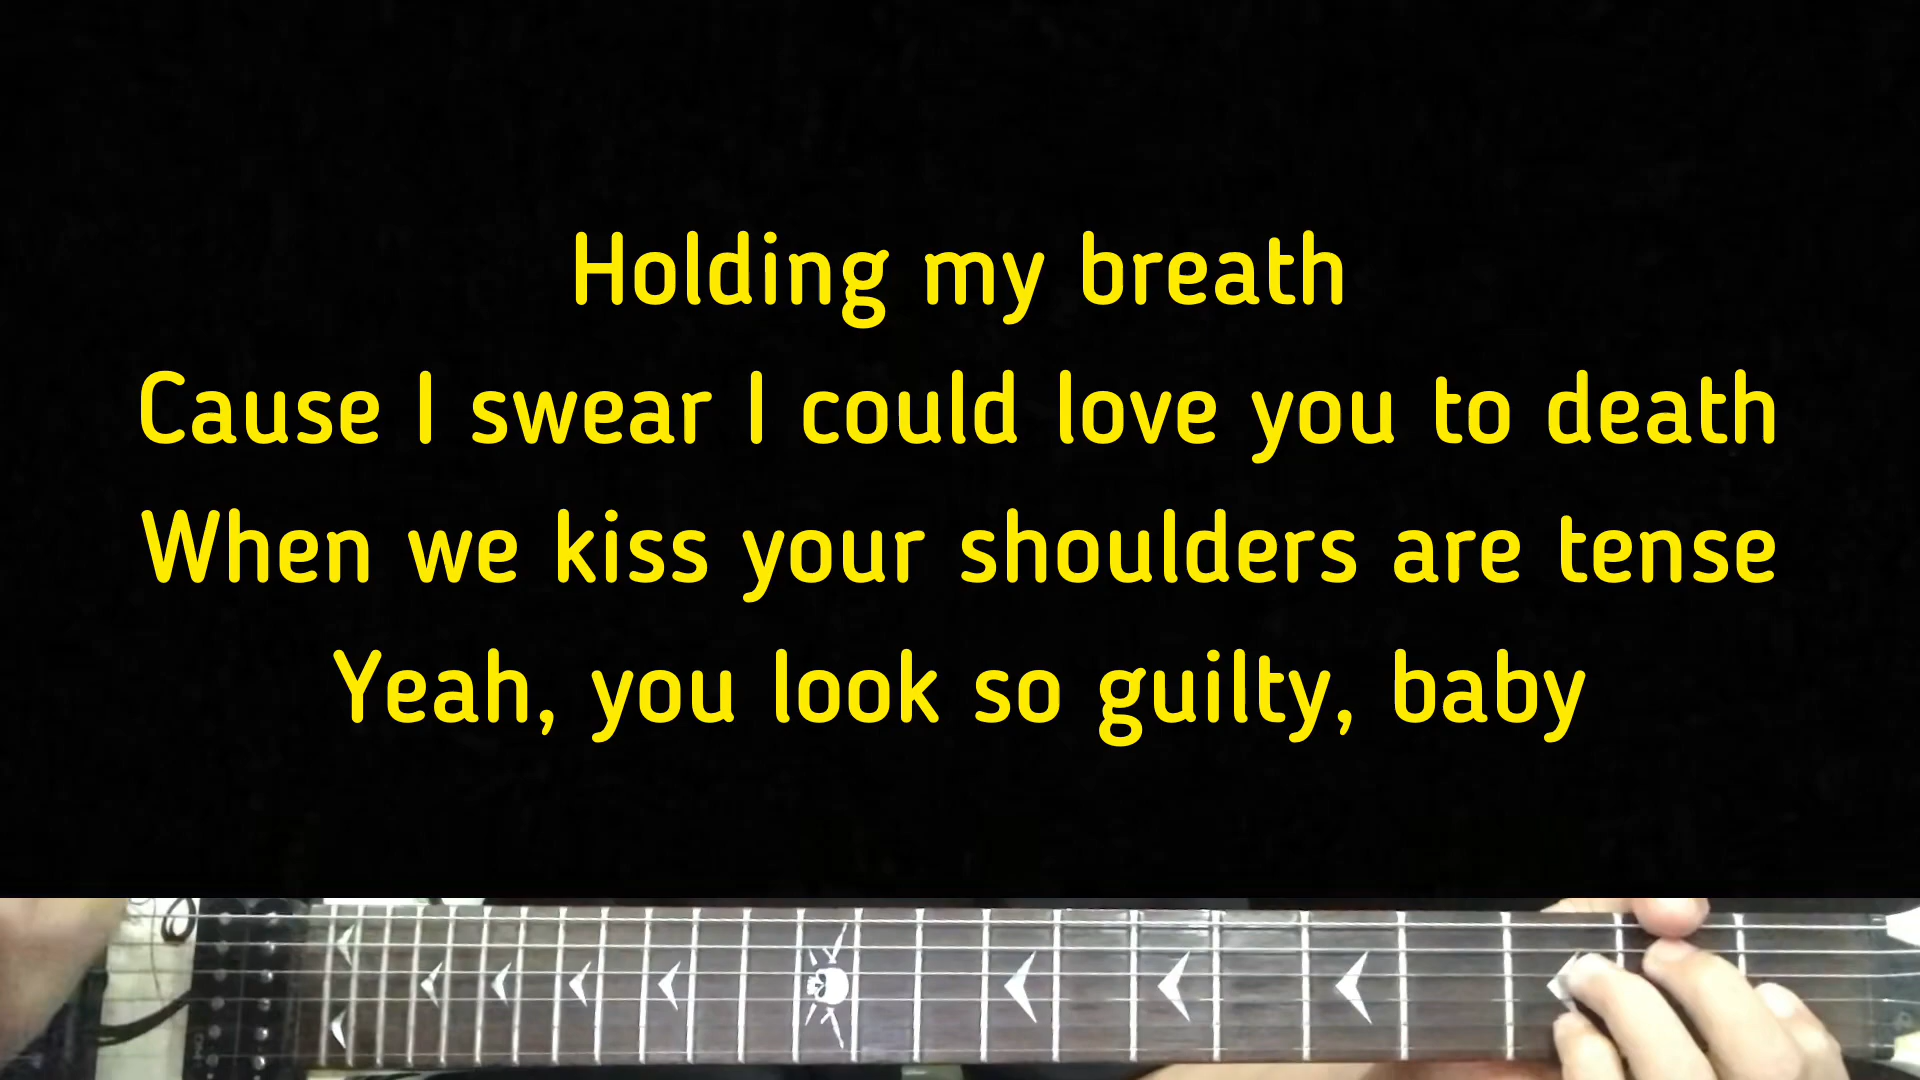 Holding my breath
Cause I swear I could love you to death
When we kiss your shoulders are tense
Yeah, you look so guilty, baby